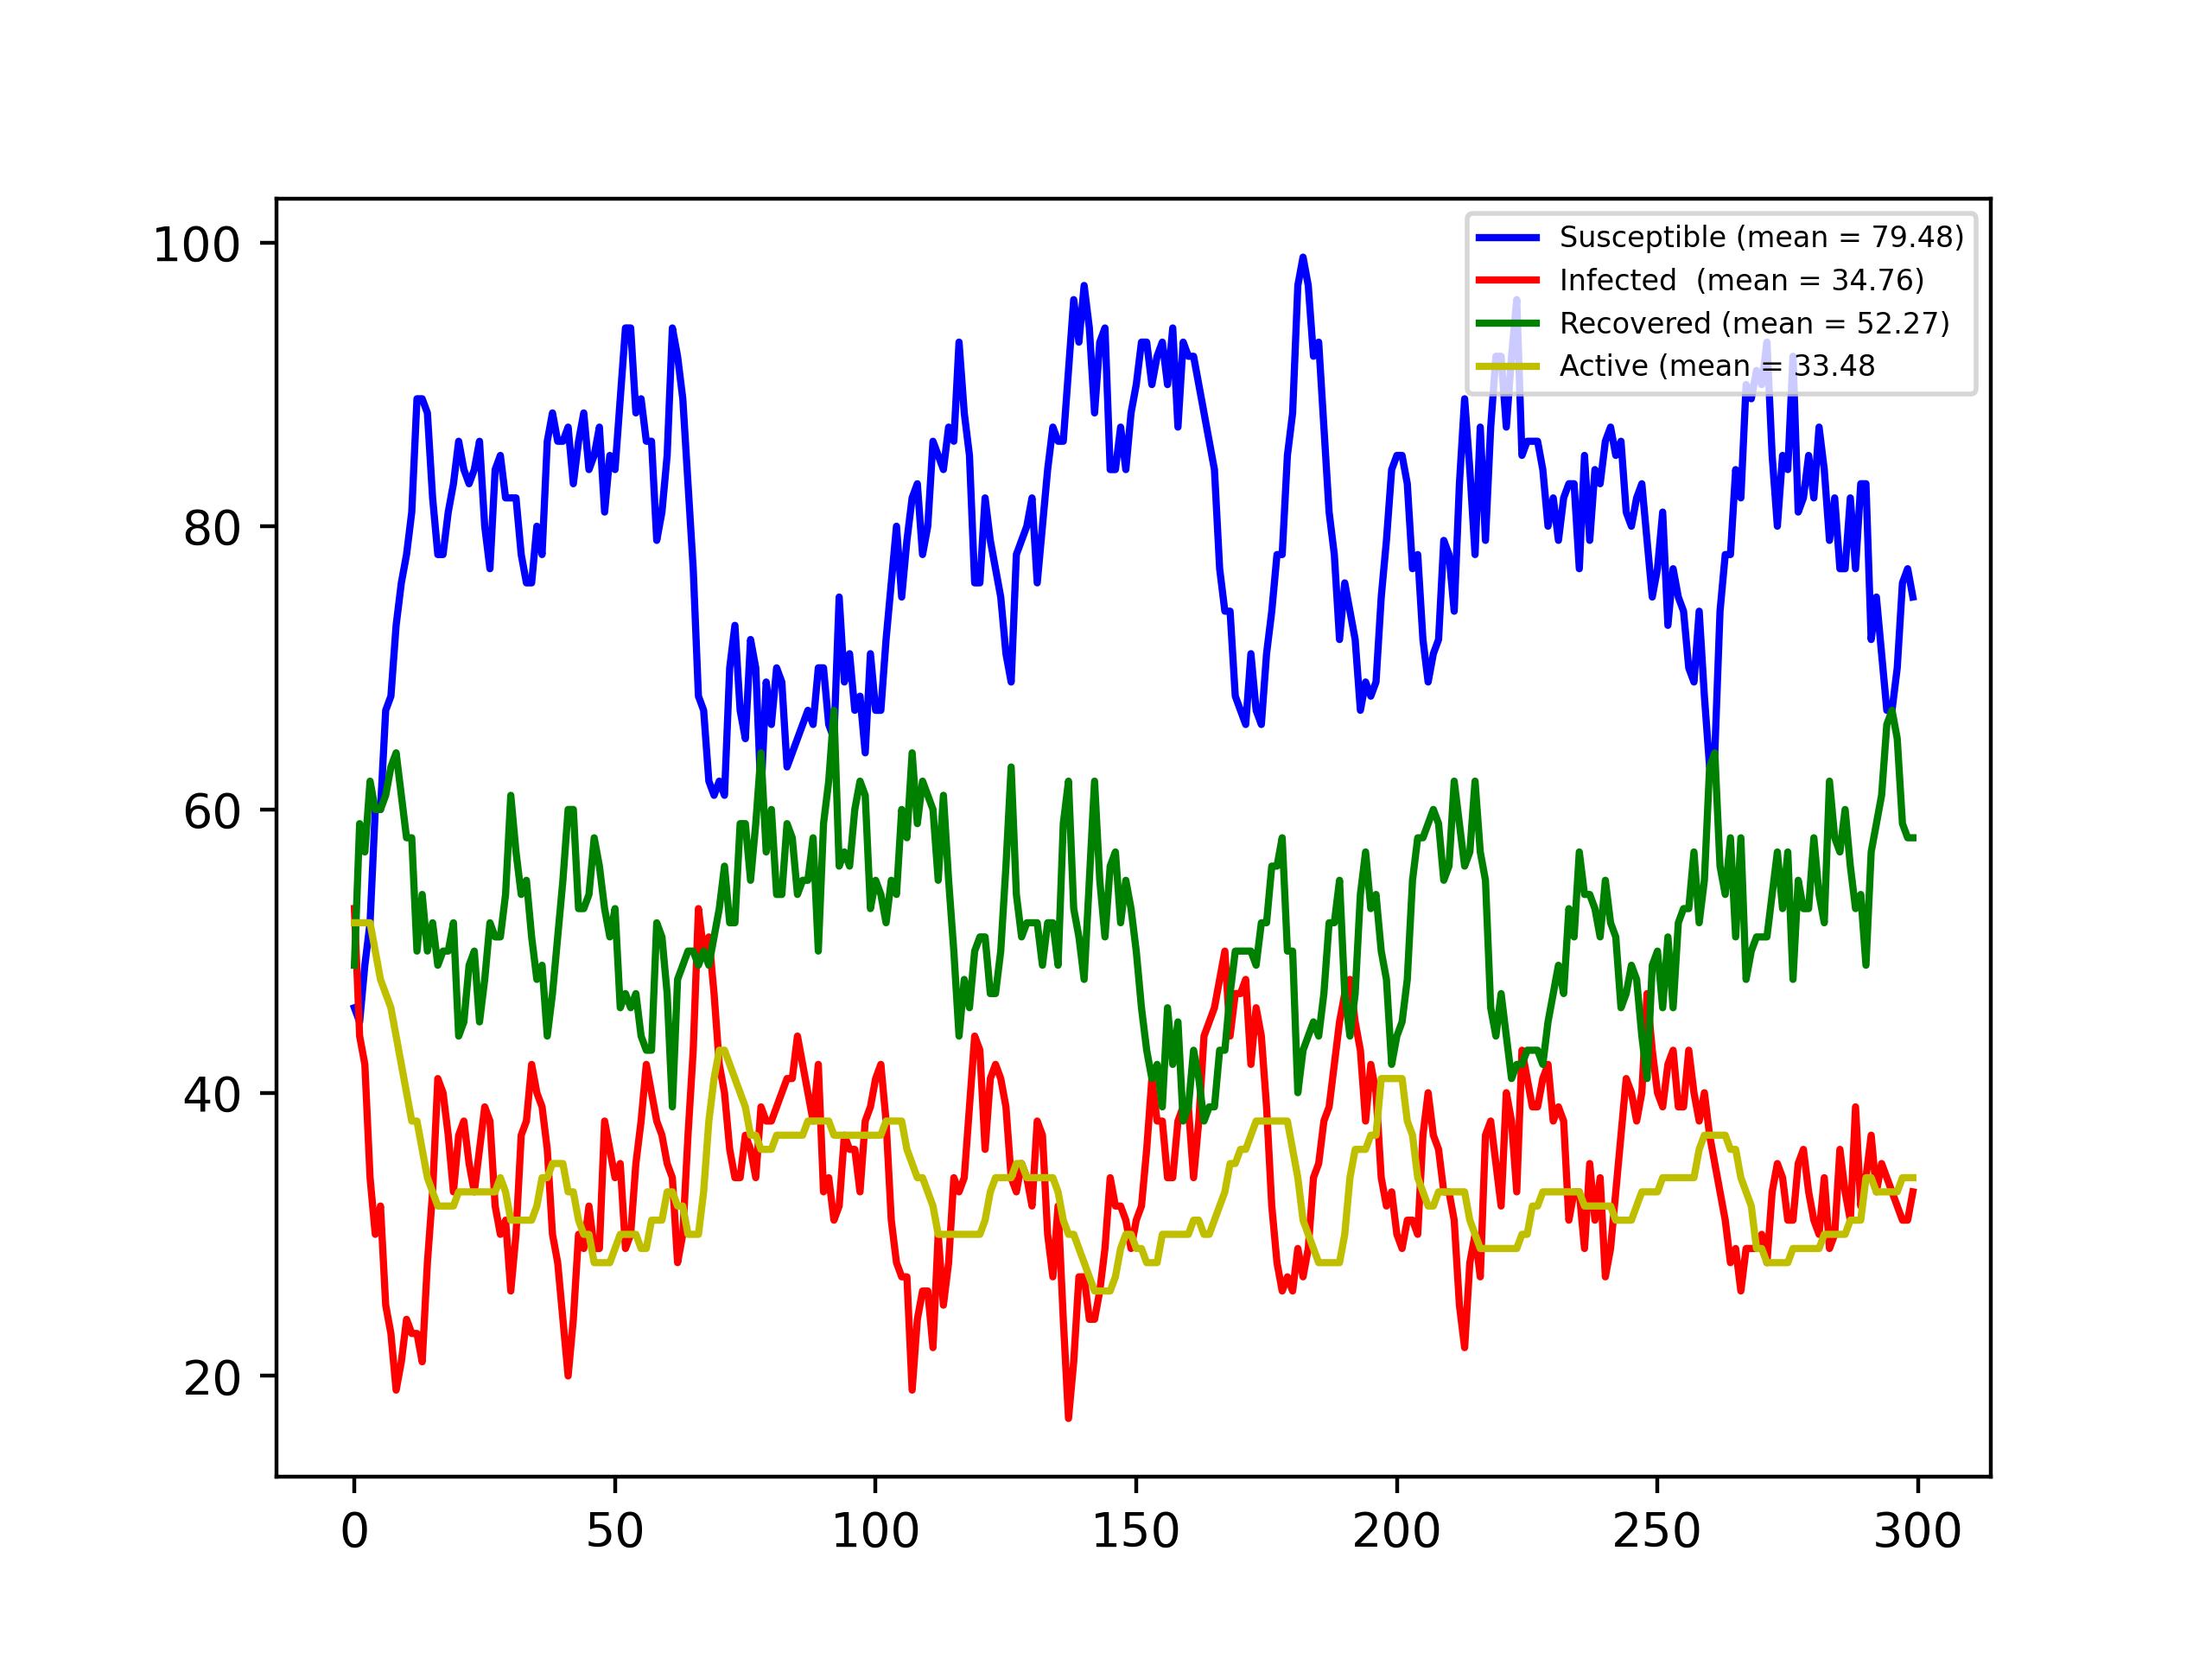 Susceptible (mean = 79.48)
Infected  (mean = 34.76)
Recovered (mean = 52.27)
Active (mean = 33.48
100
80
60
40
20
0 50 100 150 200 250 300